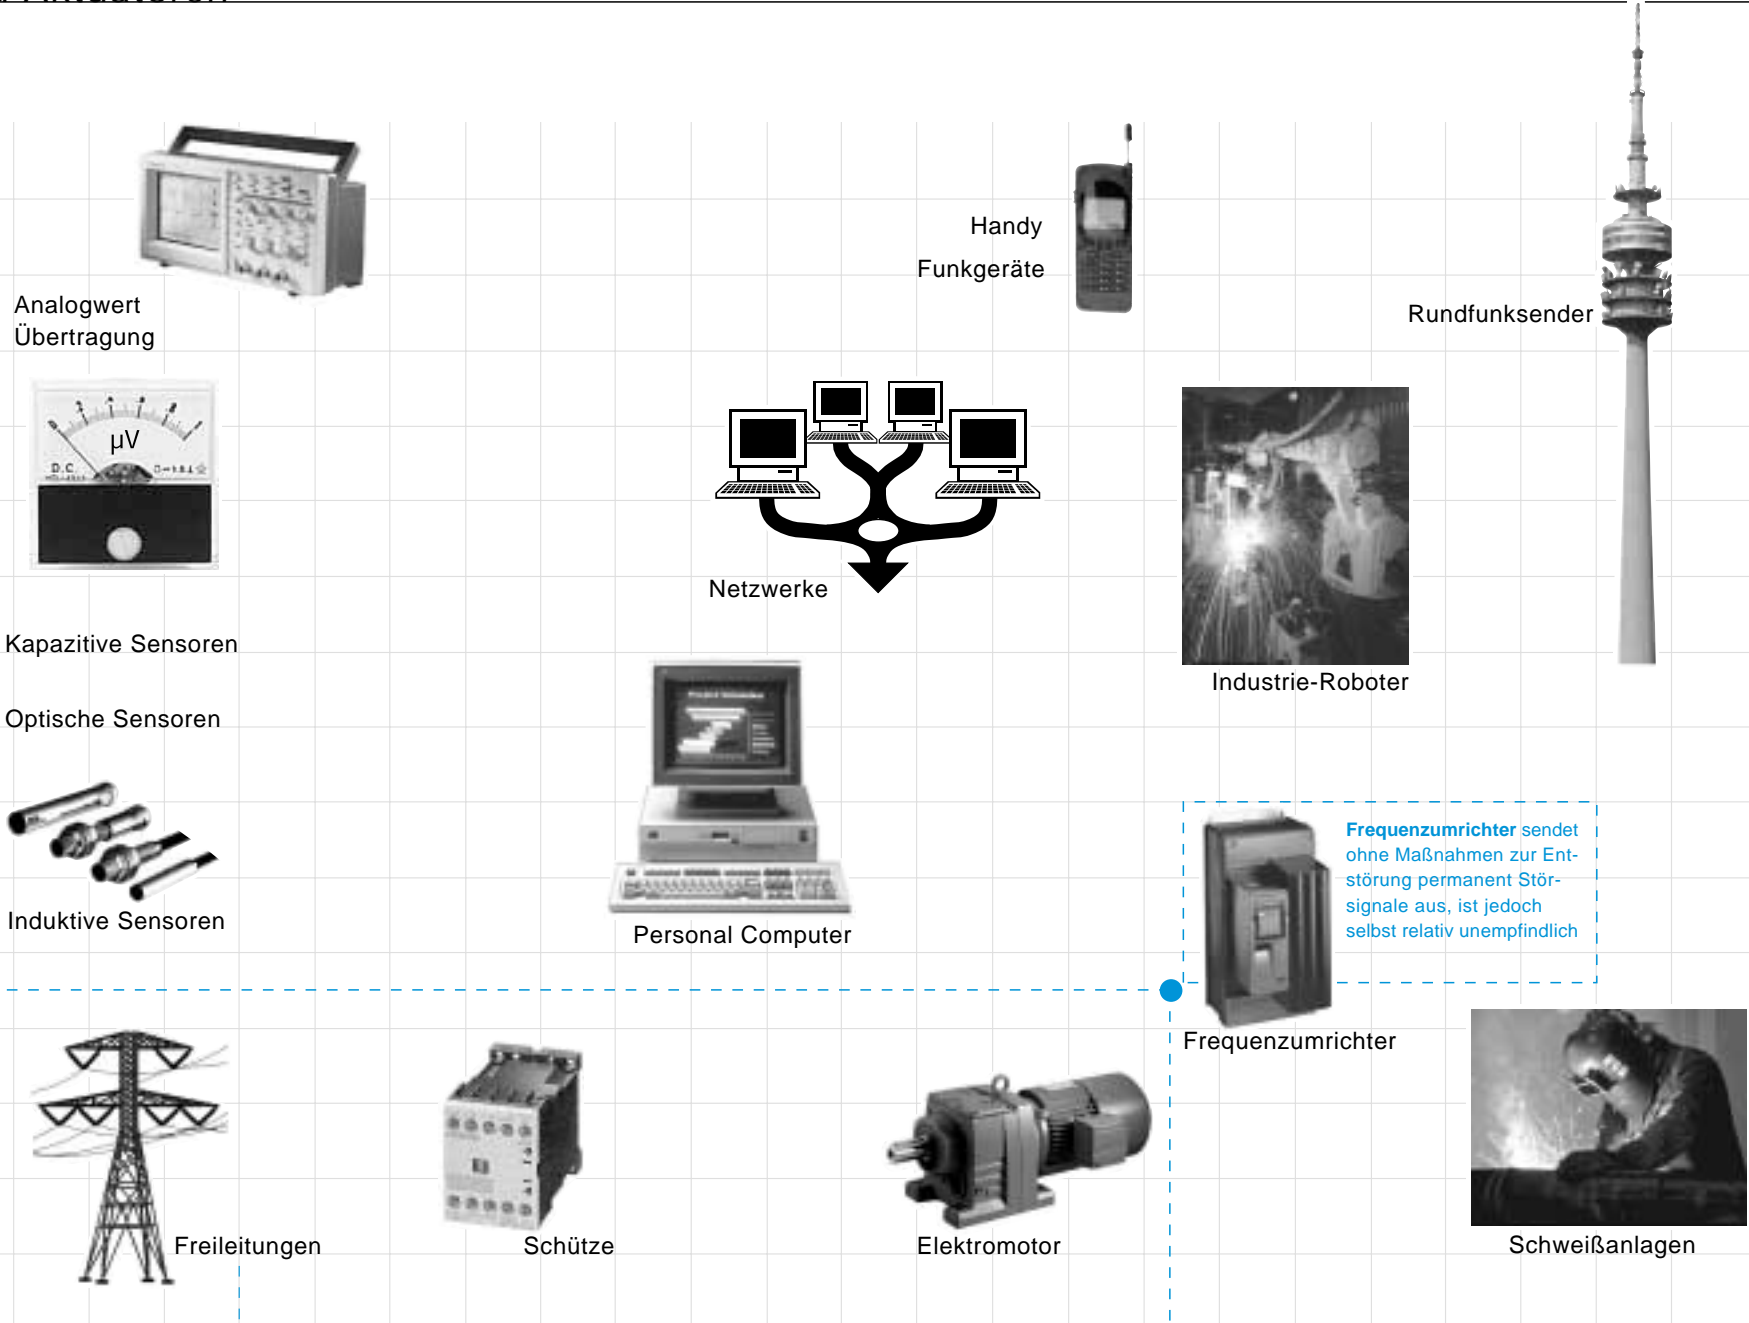 Handy
Funkgeräte
Analogwert
Übertragung
Rundfunksender
µV
D.C.
Netzwerke
Kapazitive Sensoren
Industrie-Roboter
Optische Sensoren
Frequenzumrichter sendet
ohne Maßnahmen zur Ent-
störung permanent Stör-
signale aus, ist jedoch
selbst relativ unempfindlich
Induktive Sensoren
Personal Computer
Frequenzumrichter
Freileitungen
Schütze
Elektromotor
Schweißanlagen